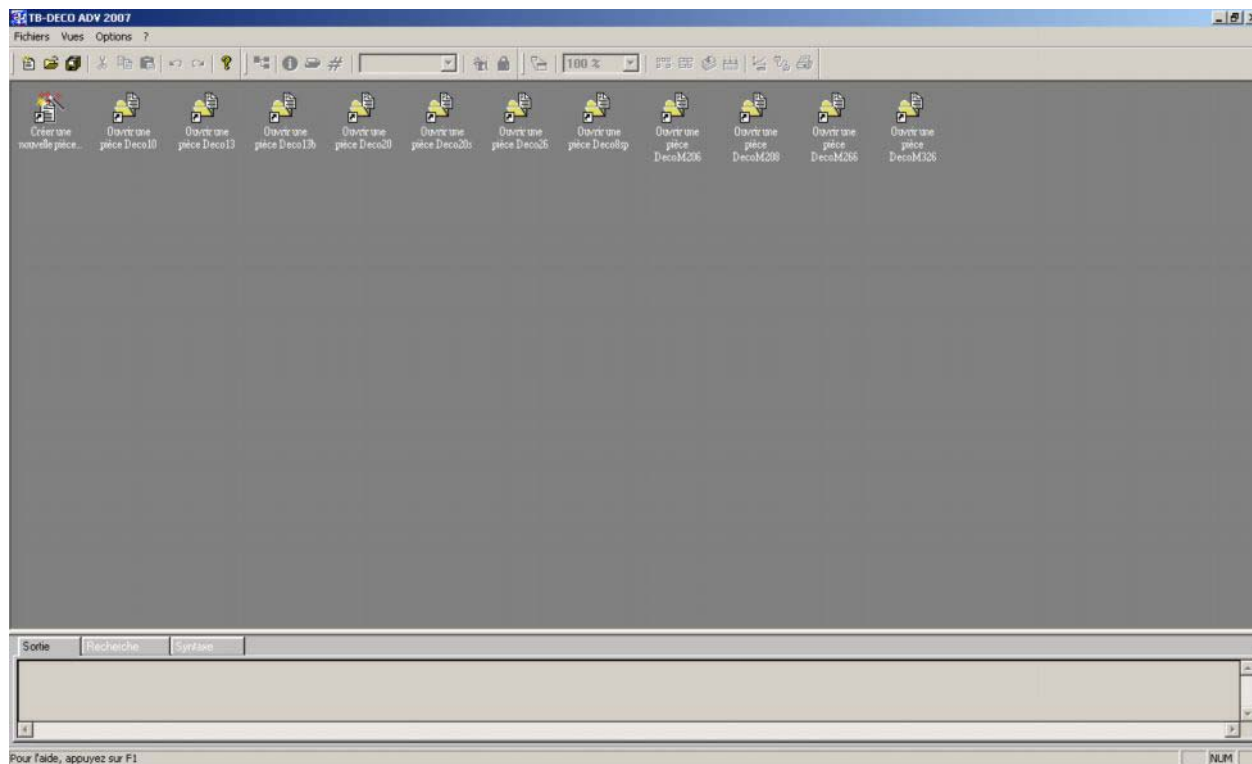 TB-DECO ADV 2007
Fichiers Vues Options ?
100 %
Créer une
nouvelle pièce...
Ouvrir une
pièce Deco10
Ouvrir une
pièce Deco13
Ouvrir une
pièce Deco13b
Ouvrir une
pièce Deco20
Ouvrir une
pièce Deco20s
Ouvrir une
pièce Deco26
Ouvrir une
pièce Deco8sp
Ouvrir une
pièce
DecoM206
Ouvrir une
pièce
DecoM208
Ouvrir une
pièce
DecoM266
Ouvrir une
pièce
DecoM326
Sortie Recherche Syntaxe
Pour l'aide, appuyez sur F1 NUM